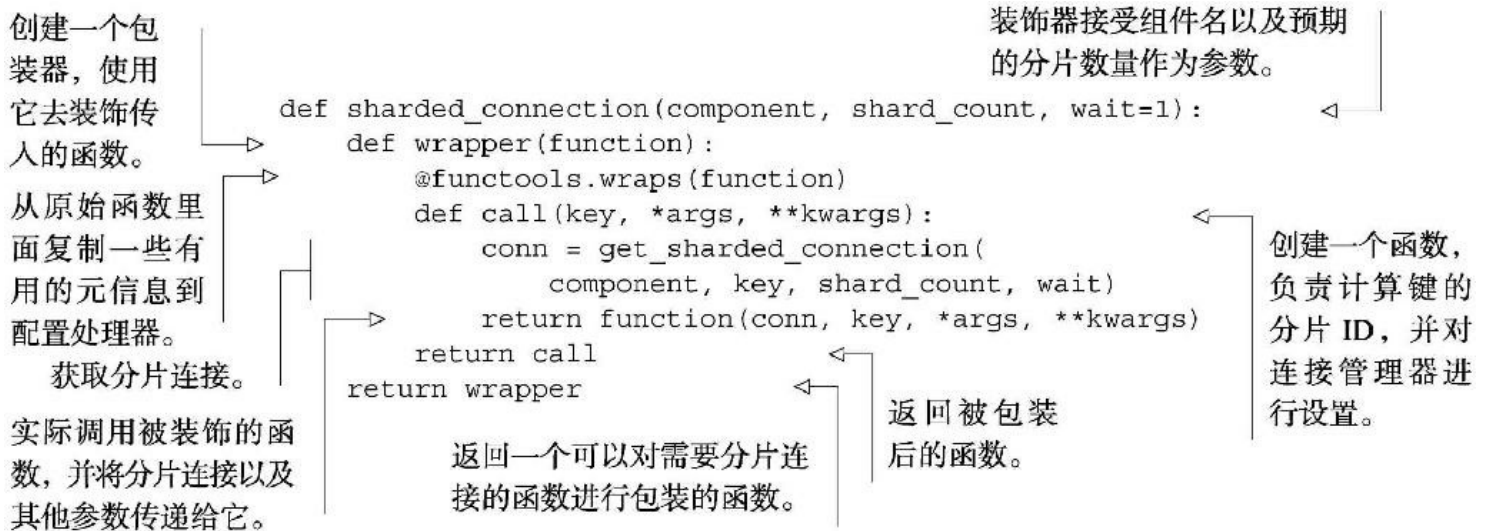 创建一个包
装器，使用
它去装饰传
入的函数。
装饰器接受组件名以及预期
的分片数量作为参数。
def sharded_connection(component, shard_count, wait=1):
def wrapper(function):
@functools.wraps(function)
def call(key, *args, **kwargs):
conn = get_sharded_connection(
component, key, shard_count, wait)
return function(conn, key, *args, **kwargs)
return call
return wrapper
从原始函数里
面复制一些有
用的元信息到
配置处理器。
获取分片连接。
实际调用被装饰的函
数，并将分片连接以及
其他参数传递给它。
返回一个可以对需要分片连
接的函数进行包装的函数。
返回被包装
后的函数。
创建一个函数，
负责计算键的
分片 ID，并对
连接管理器进
行设置。